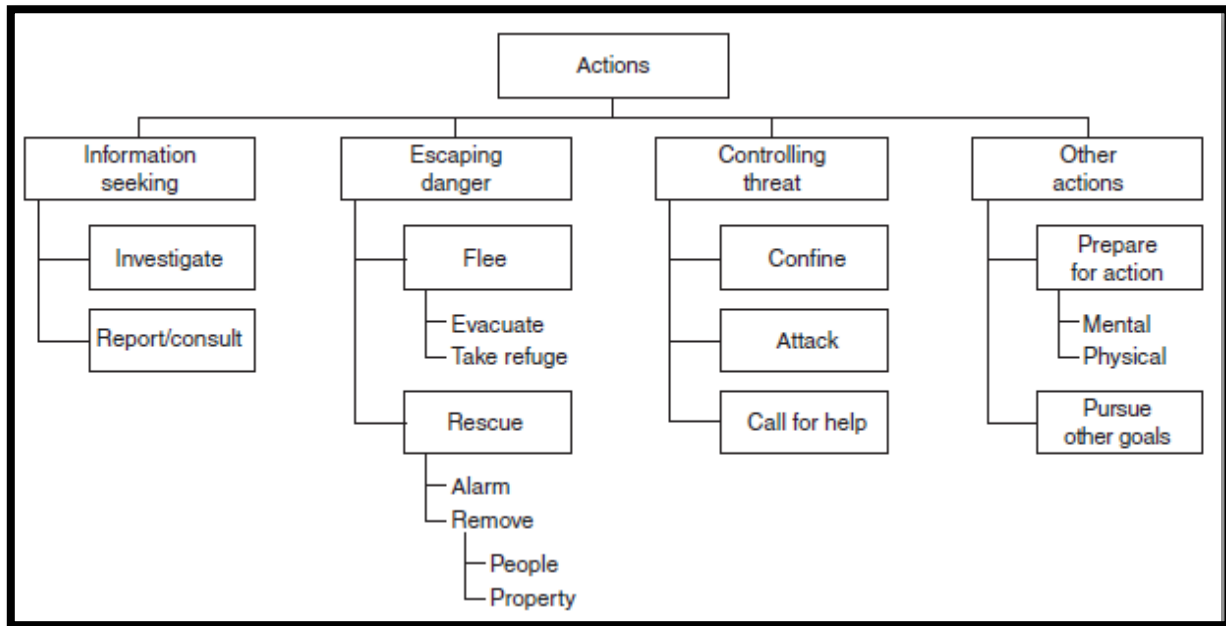 Actions
Information
seeking
Investigate
Report/consult
Escaping
danger
Flee
Evacuate
Take refuge
Rescue
Alarm
Remove
People
Property
Controlling
threat
Confine
Attack
Call for help
Other
actions
Prepare
for action
Mental
Physical
Pursue
other goals